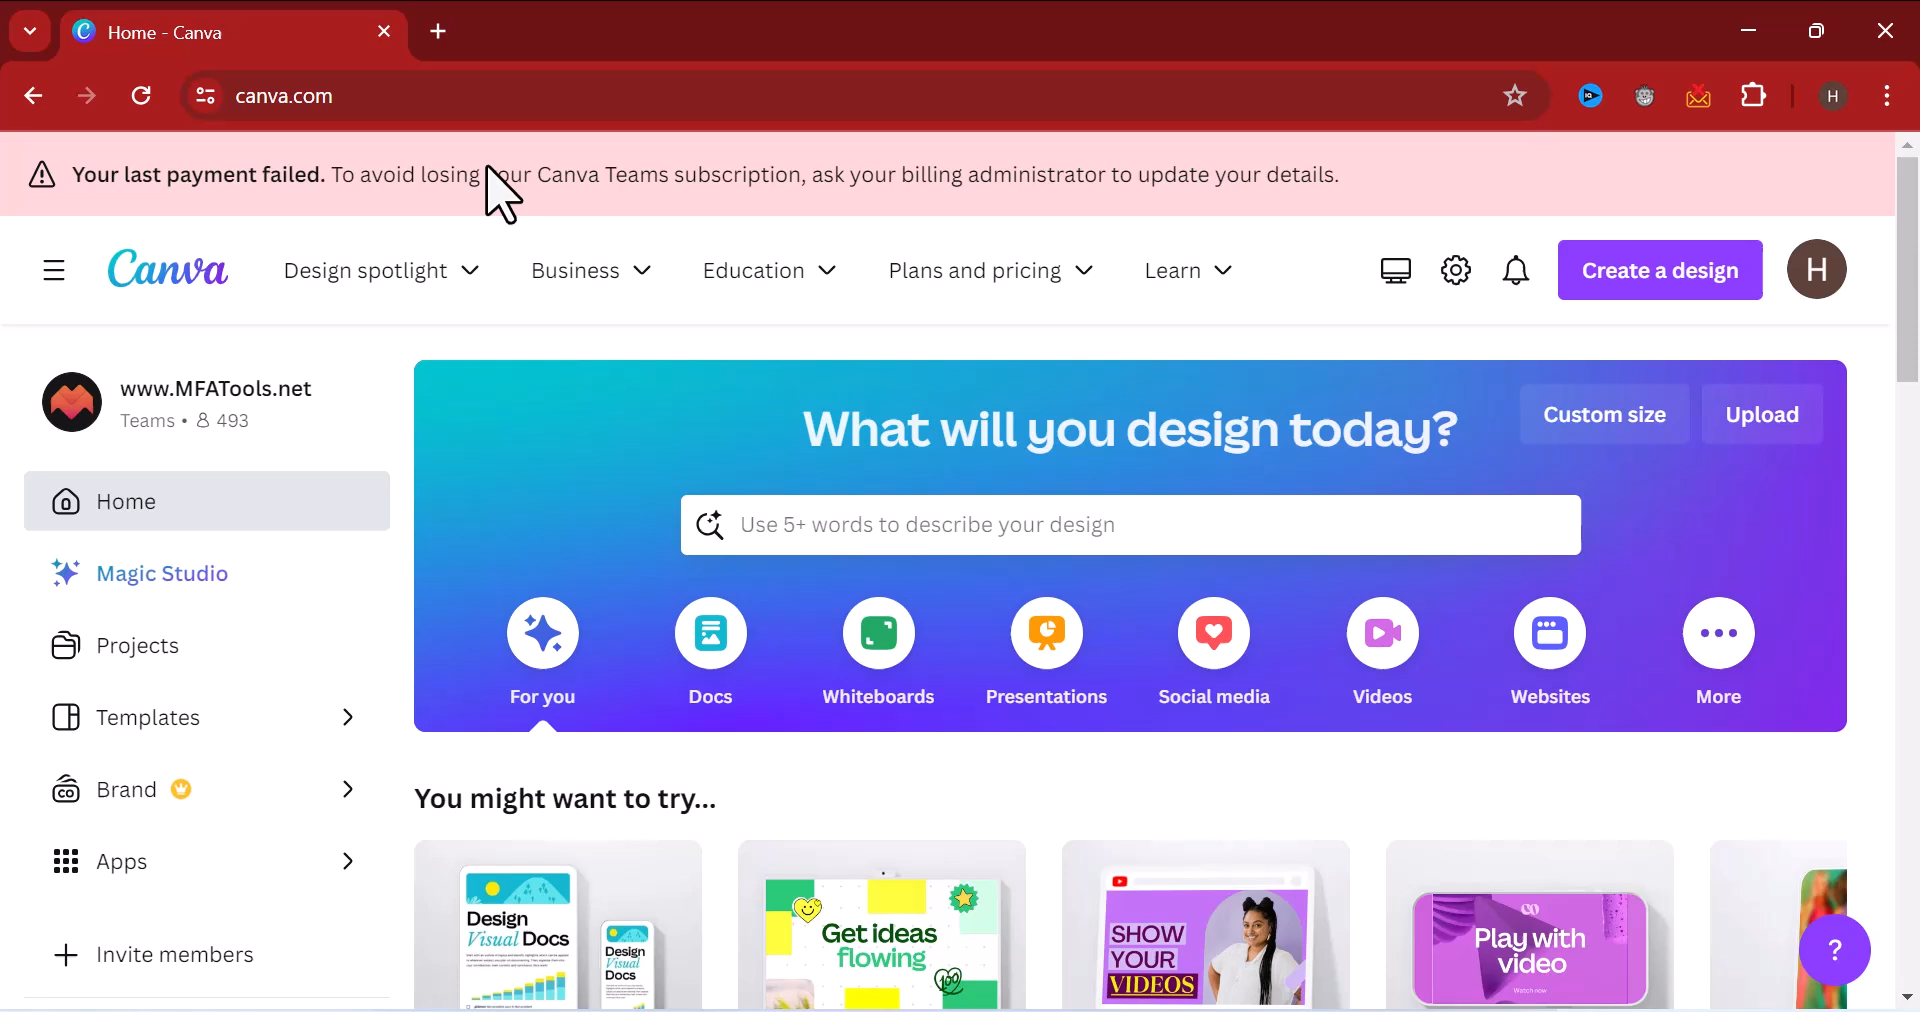 Home - Canva
canva.com
H
Your last payment failed. To avoid losing your Canva Teams subscription, ask your billing administrator to update your details.
Canva
Design spotlight
Business
Education
Plans and pricing
Learn
Create a design
H
www.MFATools.net
Teams • 493
Home
Magic Studio
Projects
Templates
Brand
Apps
Invite members
What will you design today?
Custom size
Upload
Use 5+ words to describe your design
For you
Docs
Whiteboards
Presentations
Social media
Videos
Websites
More
You might want to try...
Design
Visual Docs
Design
Visual
Docs
Get ideas
flowing
100
SHOW
YOUR
VIDEOS
Play with
video
Watch now
?